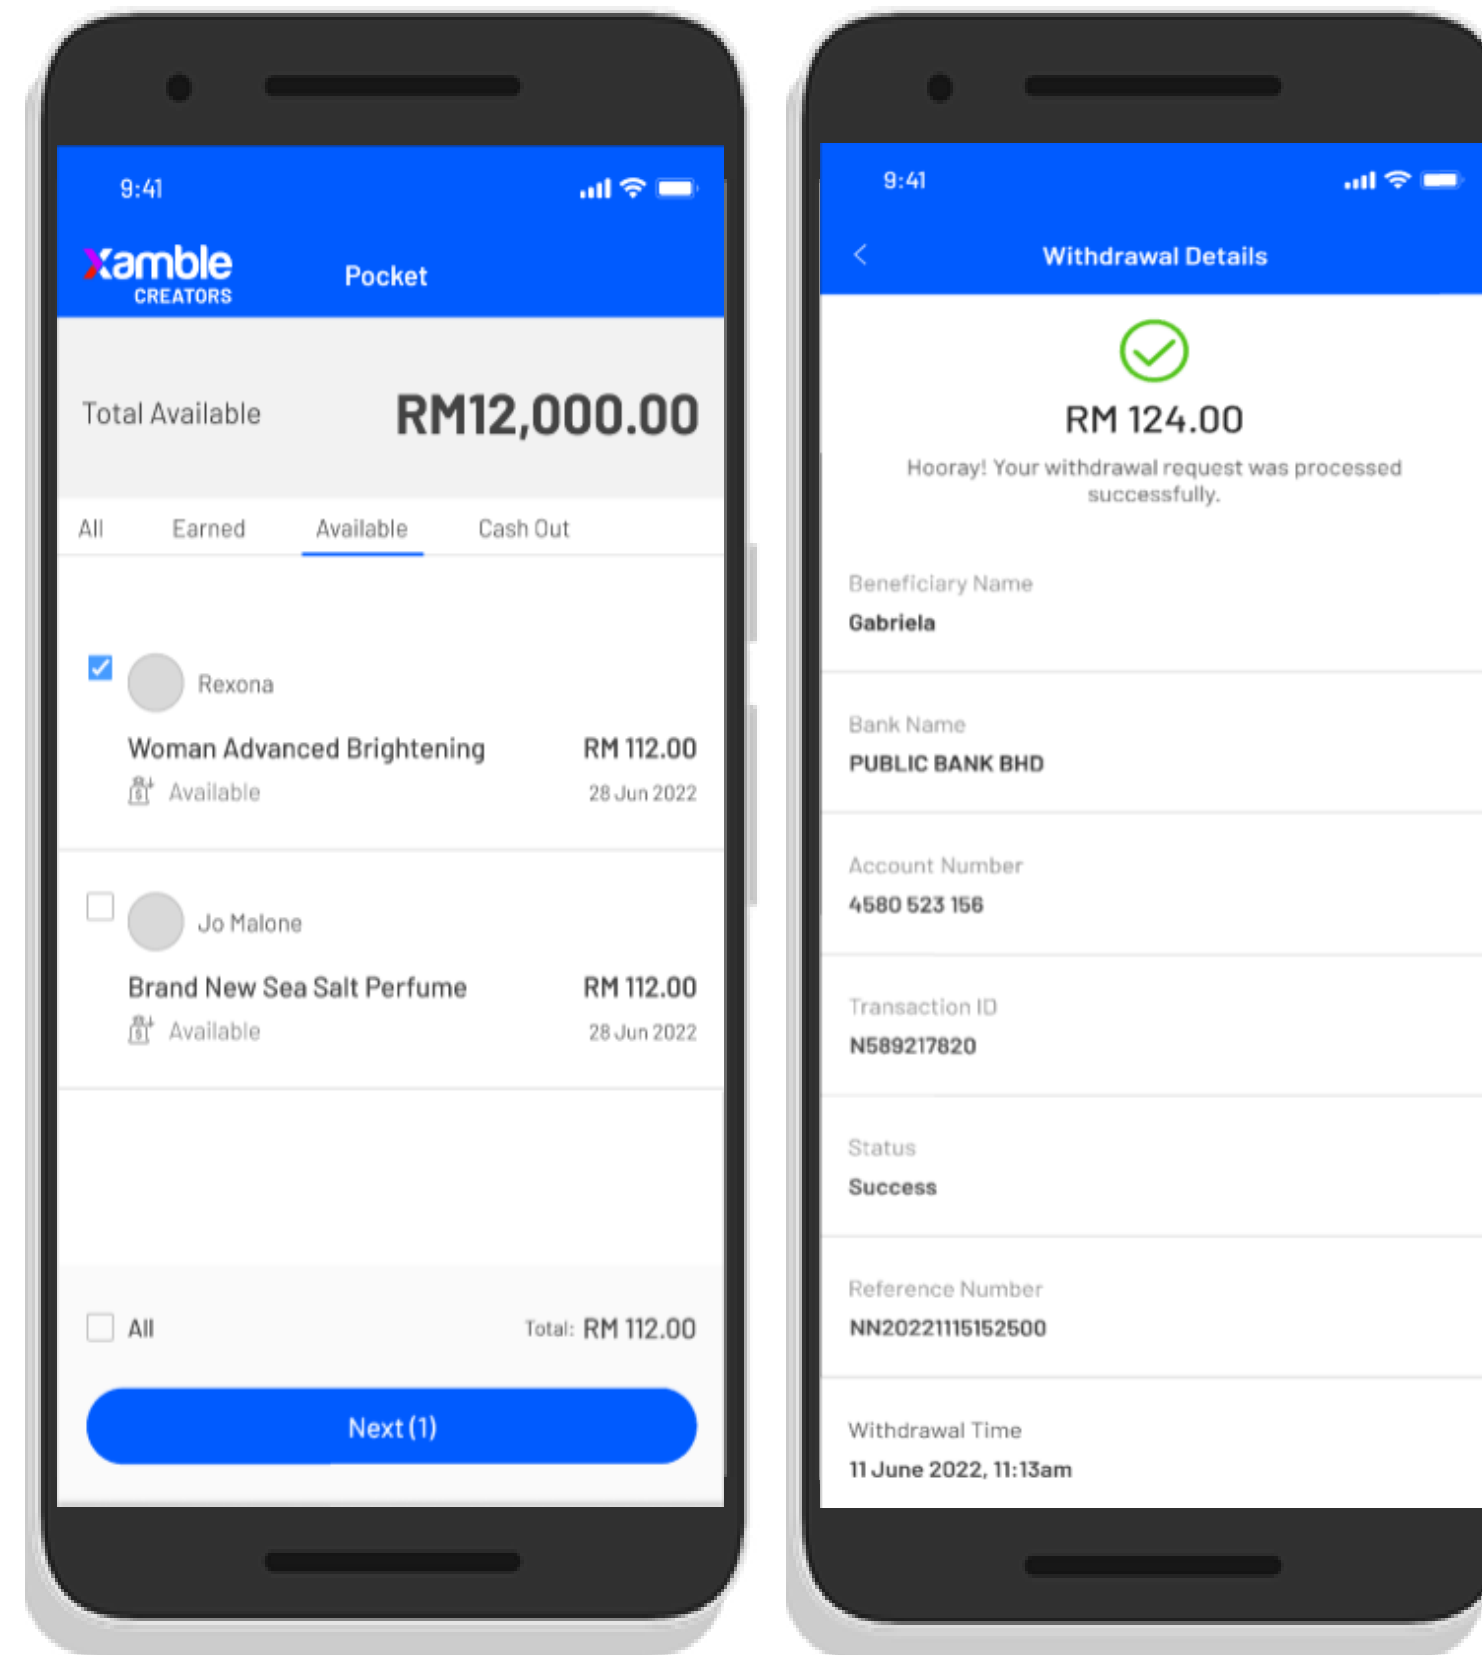 9:41
xamble
CREATORS
Pocket
Total Available
RM12,000.00
All
Earned
Available
Cash Out
Rexona
Woman Advanced Brightening
RM 112.00
Available
28 Jun 2022
Jo Malone
Brand New Sea Salt Perfume
RM 112.00
Available
28 Jun 2022
All
Total: RM 112.00
Next (1)
9:41
Withdrawal Details
RM 124.00
Hooray! Your withdrawal request was processed
successfully.
Beneficiary Name
Gabriela
Bank Name
PUBLIC BANK BHD
Account Number
4580 523 156
Transaction ID
N589217820
Status
Success
Reference Number
NN20221115152500
Withdrawal Time
11 June 2022, 11:13am